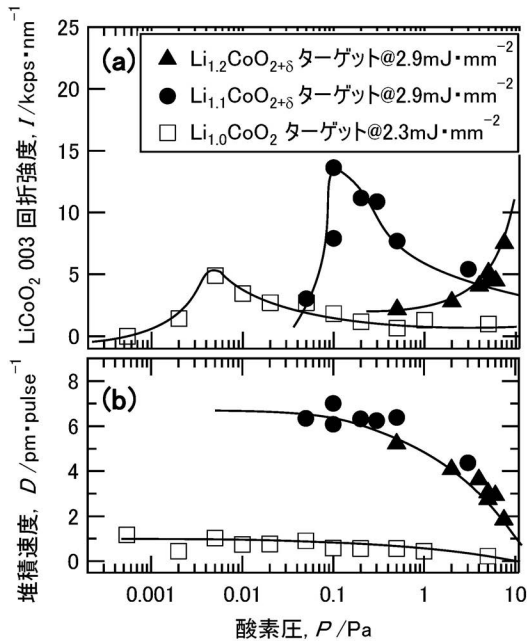 LiCoO2 003 回折強度, I/kcps・nm-1
25
20
15
10
5
0
(a)
▲ Li1.2CoO2+δ ターゲット@2.9mJ・mm-2
● Li1.1CoO2+δ ターゲット@2.9mJ・mm-2
□ Li1.0CoO2 ターゲット@2.3mJ・mm-2
堆積速度, D /pm・pulse-1
8
6
4
2
0
(b)
0.001 0.01 0.1 1 10
酸素圧, P/Pa